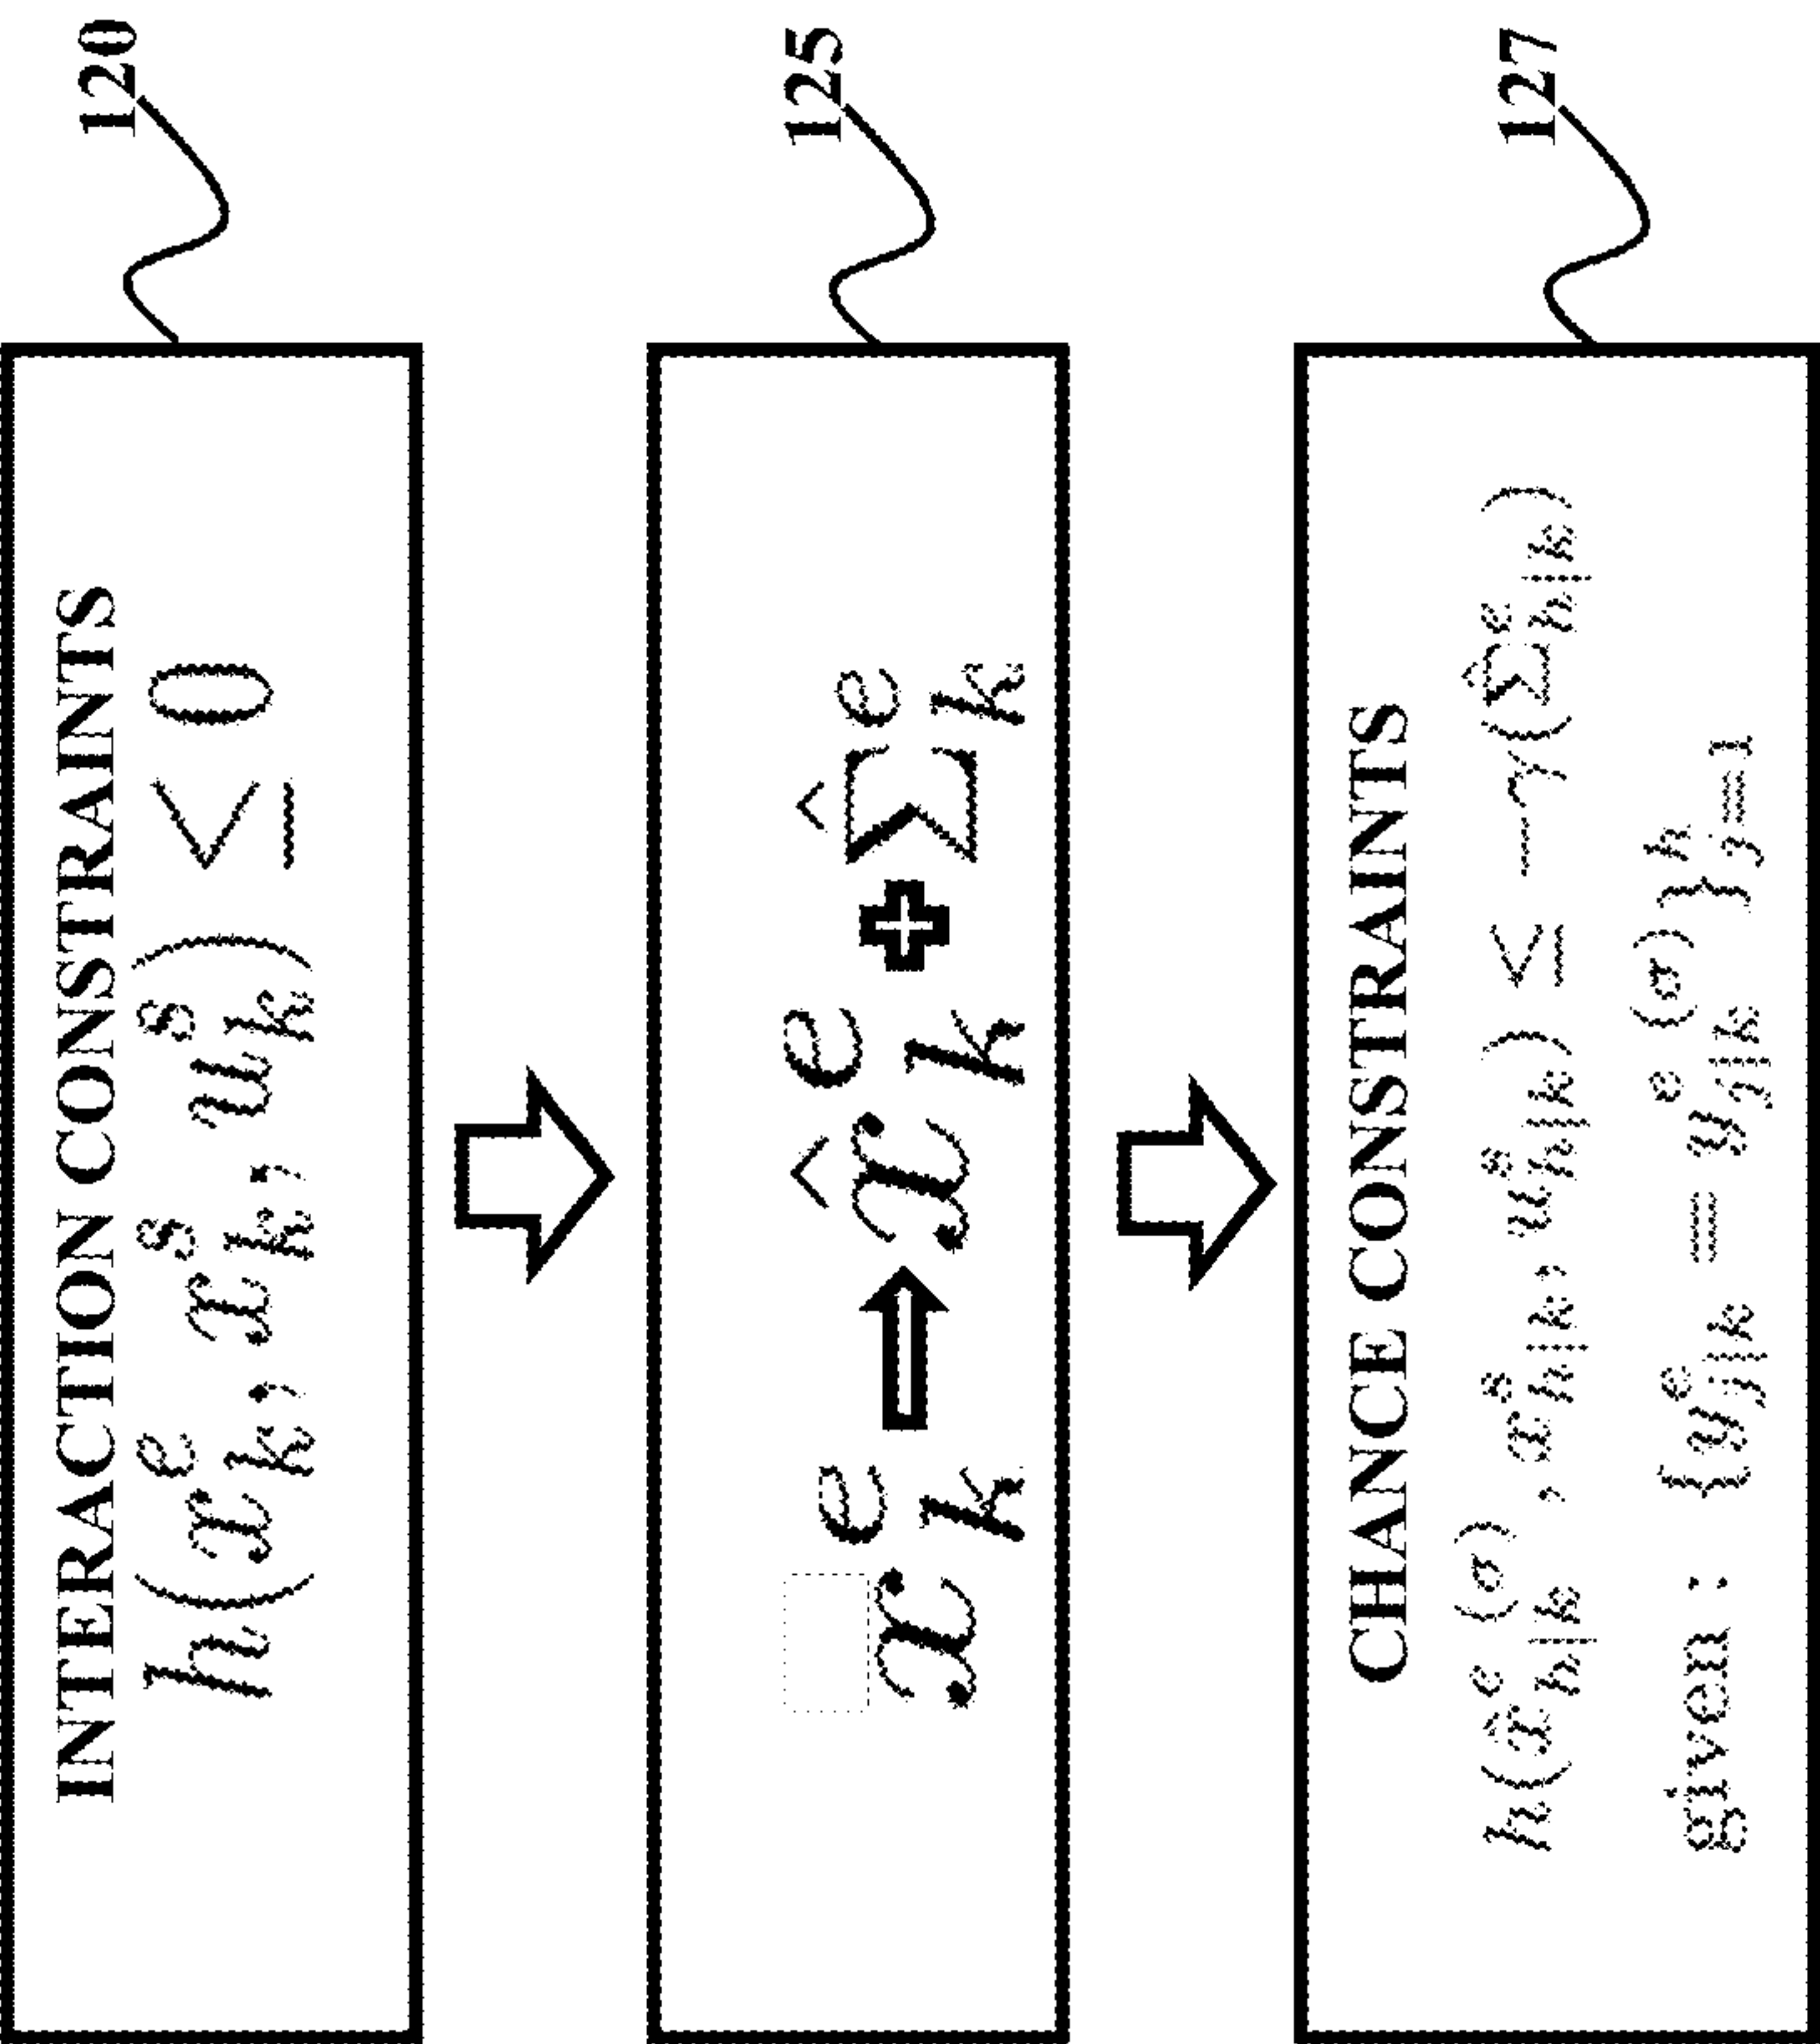 120
INTERACTION CONSTRAINTS
h(x_k^e, x_k^s, u_k^s) ≤ 0
125
x_k^e → x̂_k^e + Σ̂_k^e
127
CHANCE CONSTRAINTS
h(x̂_{h|k}^{e (σ)}, x_{h|k}^s, u_{h|k}^s) ≤ −γ(Σ̂_{h|k}^e)
given : {y_{j|k}^e = y_{j|k}^{e (σ)}}_{j=1}^h